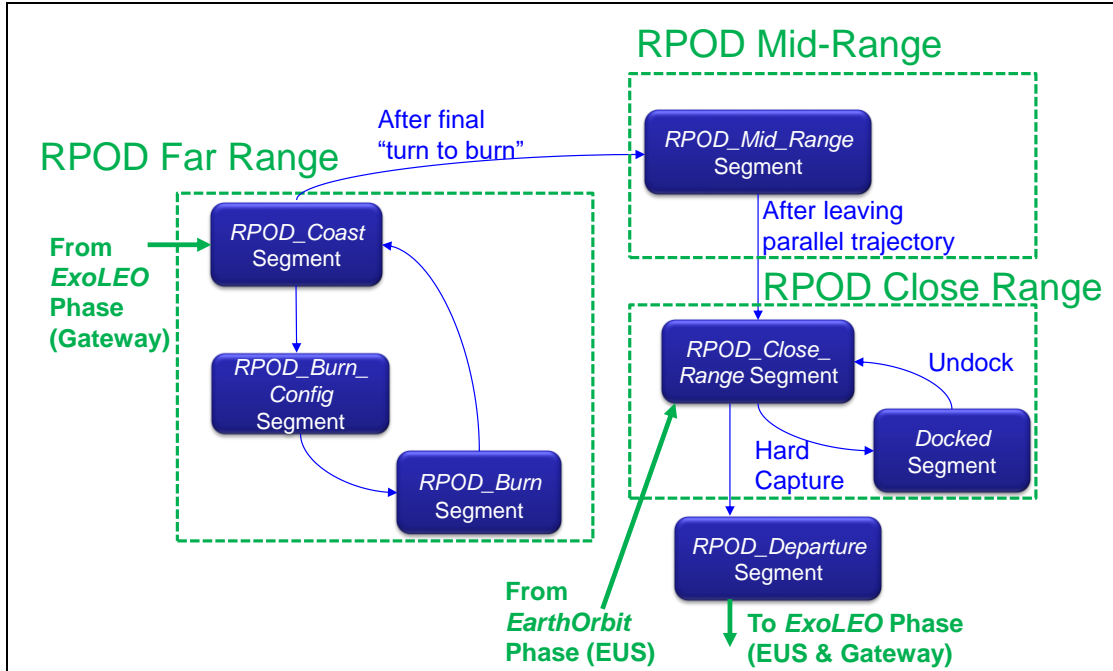 RPOD Mid-Range
After final
“turn to burn”
RPOD_Mid_Range
Segment
RPOD Far Range
RPOD_Coast
Segment
From
ExoLEO
Phase
(Gateway)
After leaving
parallel trajectory
RPOD Close Range
RPOD_Burn_
Config
Segment
RPOD_Burn
Segment
RPOD_Close_
Range Segment
Undock
Docked
Segment
Hard
Capture
RPOD_Departure
Segment
From
EarthOrbit
Phase (EUS)
To ExoLEO Phase
(EUS & Gateway)